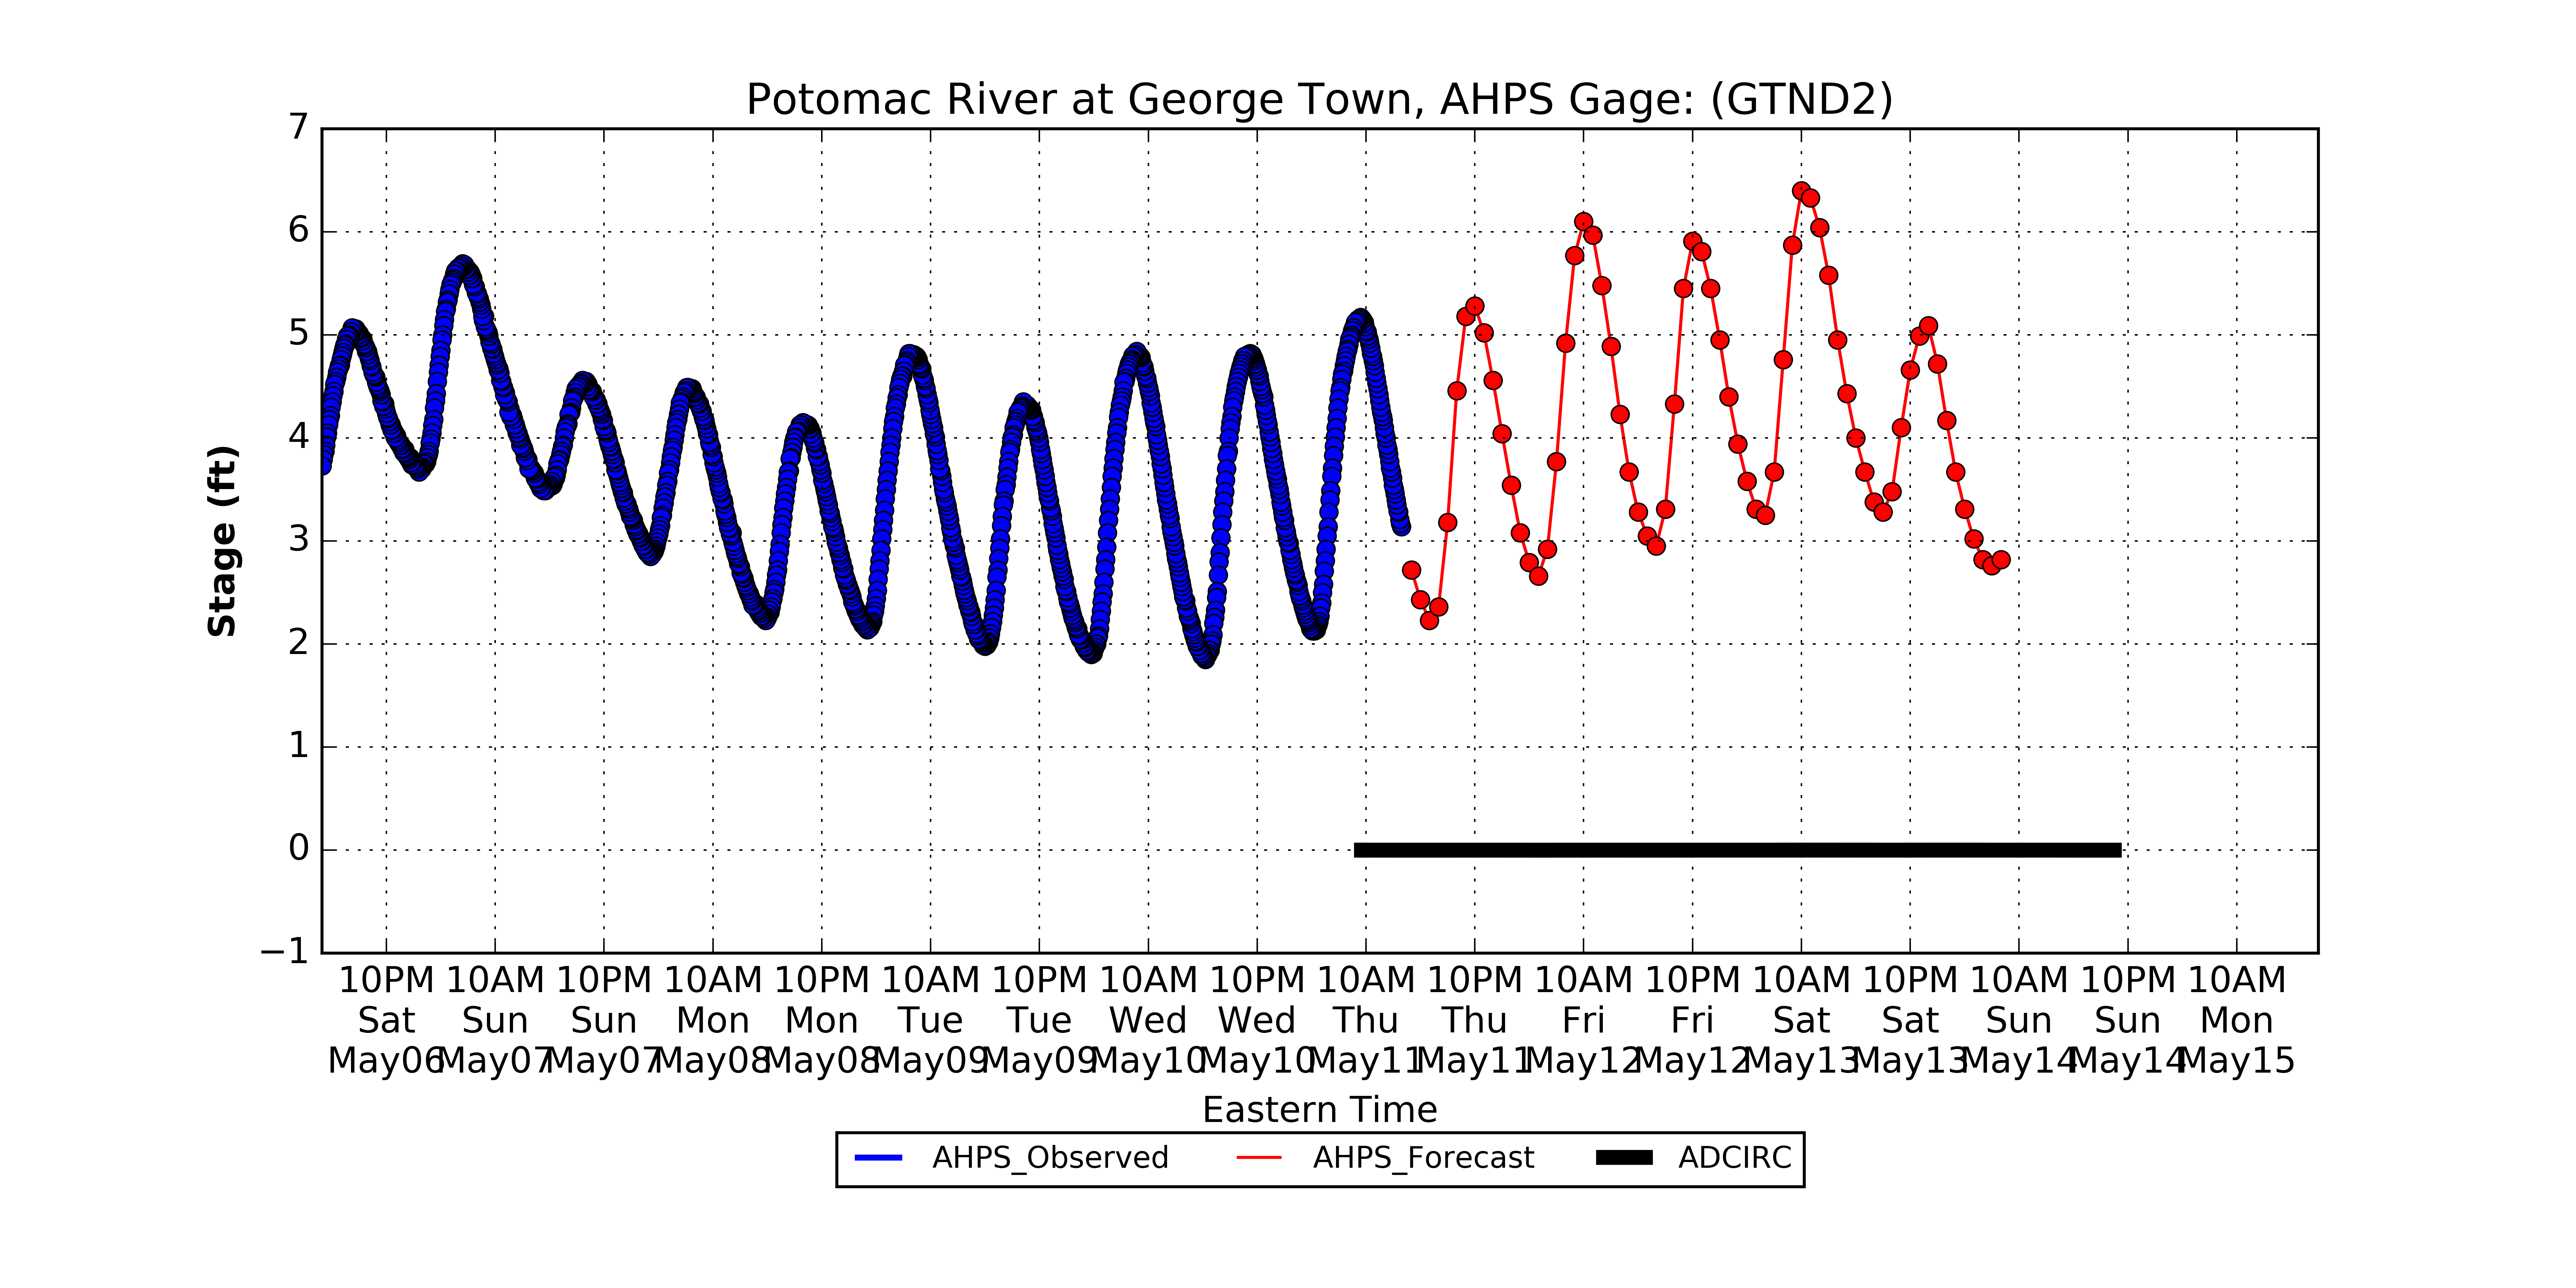 Potomac River at George Town, AHPS Gage: (GTND2)
7
6
5
4
3
2
1
0
−1
Stage (ft)
10PM 10AM 10PM 10AM 10PM 10AM 10PM 10AM 10PM 10AM 10PM 10AM 10PM 10AM 10PM 10AM 10PM 10AM
Sat Sun Sun Mon Mon Tue Tue Wed Wed Thu Thu Fri Fri Sat Sat Sun Sun Mon
May06 May07 May07 May08 May08 May09 May09 May10 May10 May11 May11 May12 May12 May13 May13 May14 May14 May15
Eastern Time
AHPS_Observed AHPS_Forecast ADCIRC